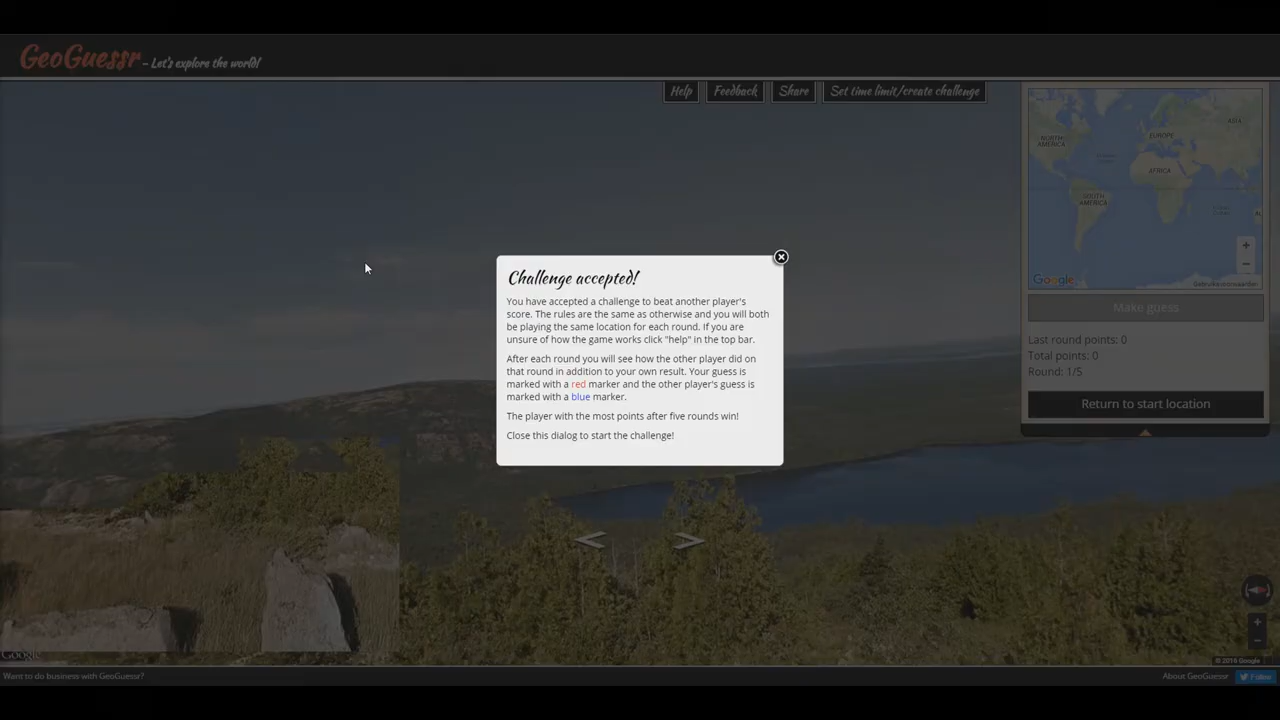 GeoGuessr - Let's explore the world!
Help
Feedback
Share
Set time limit/create challenge
NORTH
AMERICA
SOUTH
AMERICA
EUROPE
AFRICA
ASIA
Google
Make guess
Last round points: 0
Total points: 0
Round: 1/5
Return to start location
Challenge accepted!
You have accepted a challenge to beat another player's
score. The rules are the same as otherwise and you will both
be playing the same location for each round. If you are
unsure of how the game works click "help" in the top bar.
After each round you will see how the other player did on
that round in addition to your own result. Your guess is
marked with a red marker and the other player's guess is
marked with a blue marker.
The player with the most points after five rounds win!
Close this dialog to start the challenge!
Google
© 2016 Google
Want to do business with GeoGuessr?
About GeoGuessr
Follow